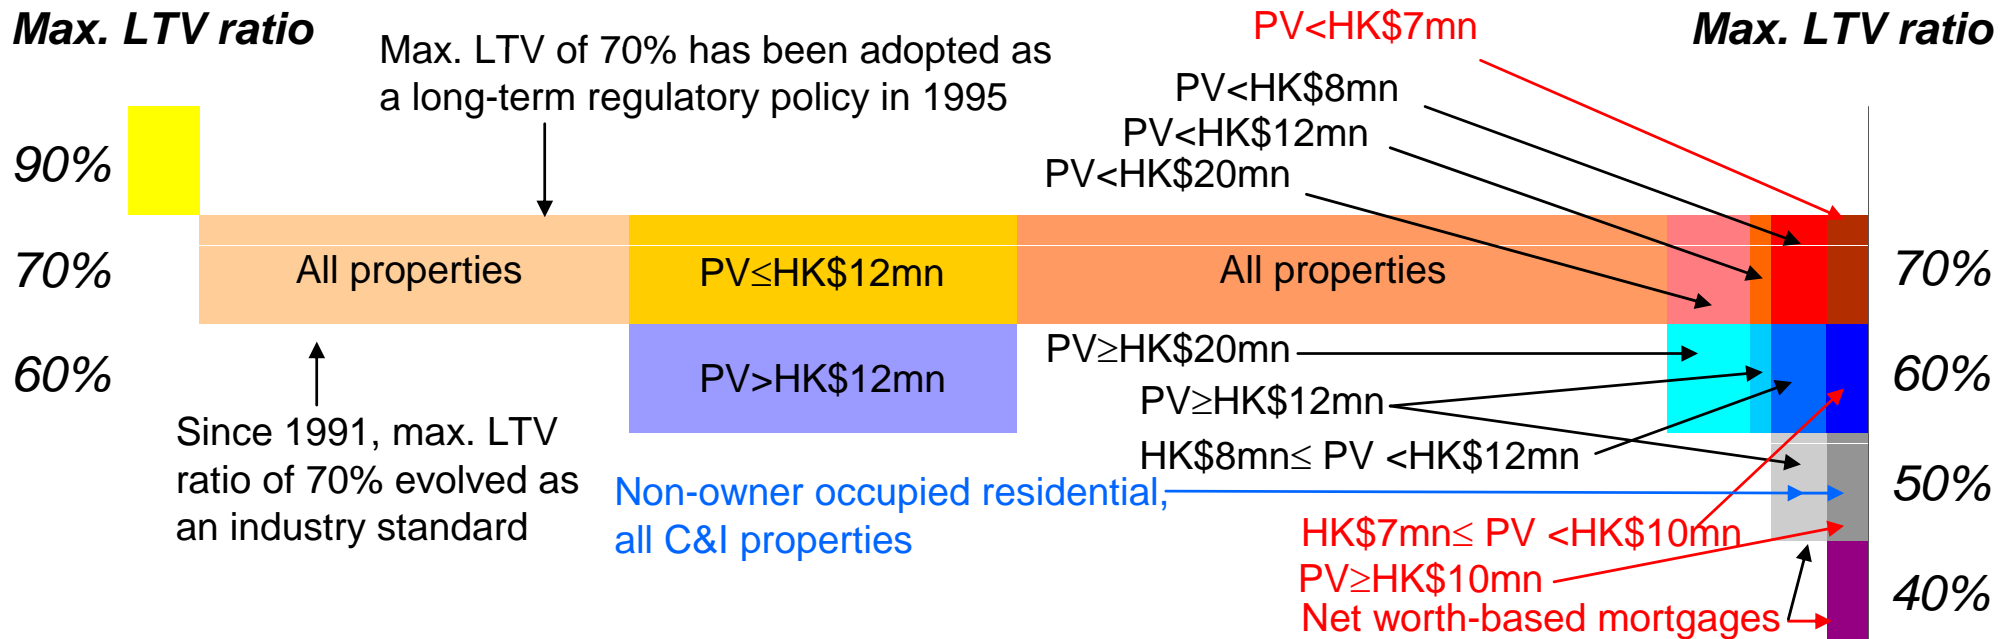 Max. LTV ratio
Max. LTV of 70% has been adopted as
a long-term regulatory policy in 1995
PV<HK$7mn
Max. LTV ratio
PV<HK$8mn
PV<HK$12mn
PV<HK$20mn
90%
70%
All properties
PV≤HK$12mn
All properties
70%
60%
PV>HK$12mn
PV≥HK$20mn
60%
PV≥HK$12mn
HK$8mn≤ PV <HK$12mn
Since 1991, max. LTV
ratio of 70% evolved as
an industry standard
Non-owner occupied residential,
all C&I properties
50%
HK$7mn≤ PV <HK$10mn
PV≥HK$10mn
Net worth-based mortgages
40%